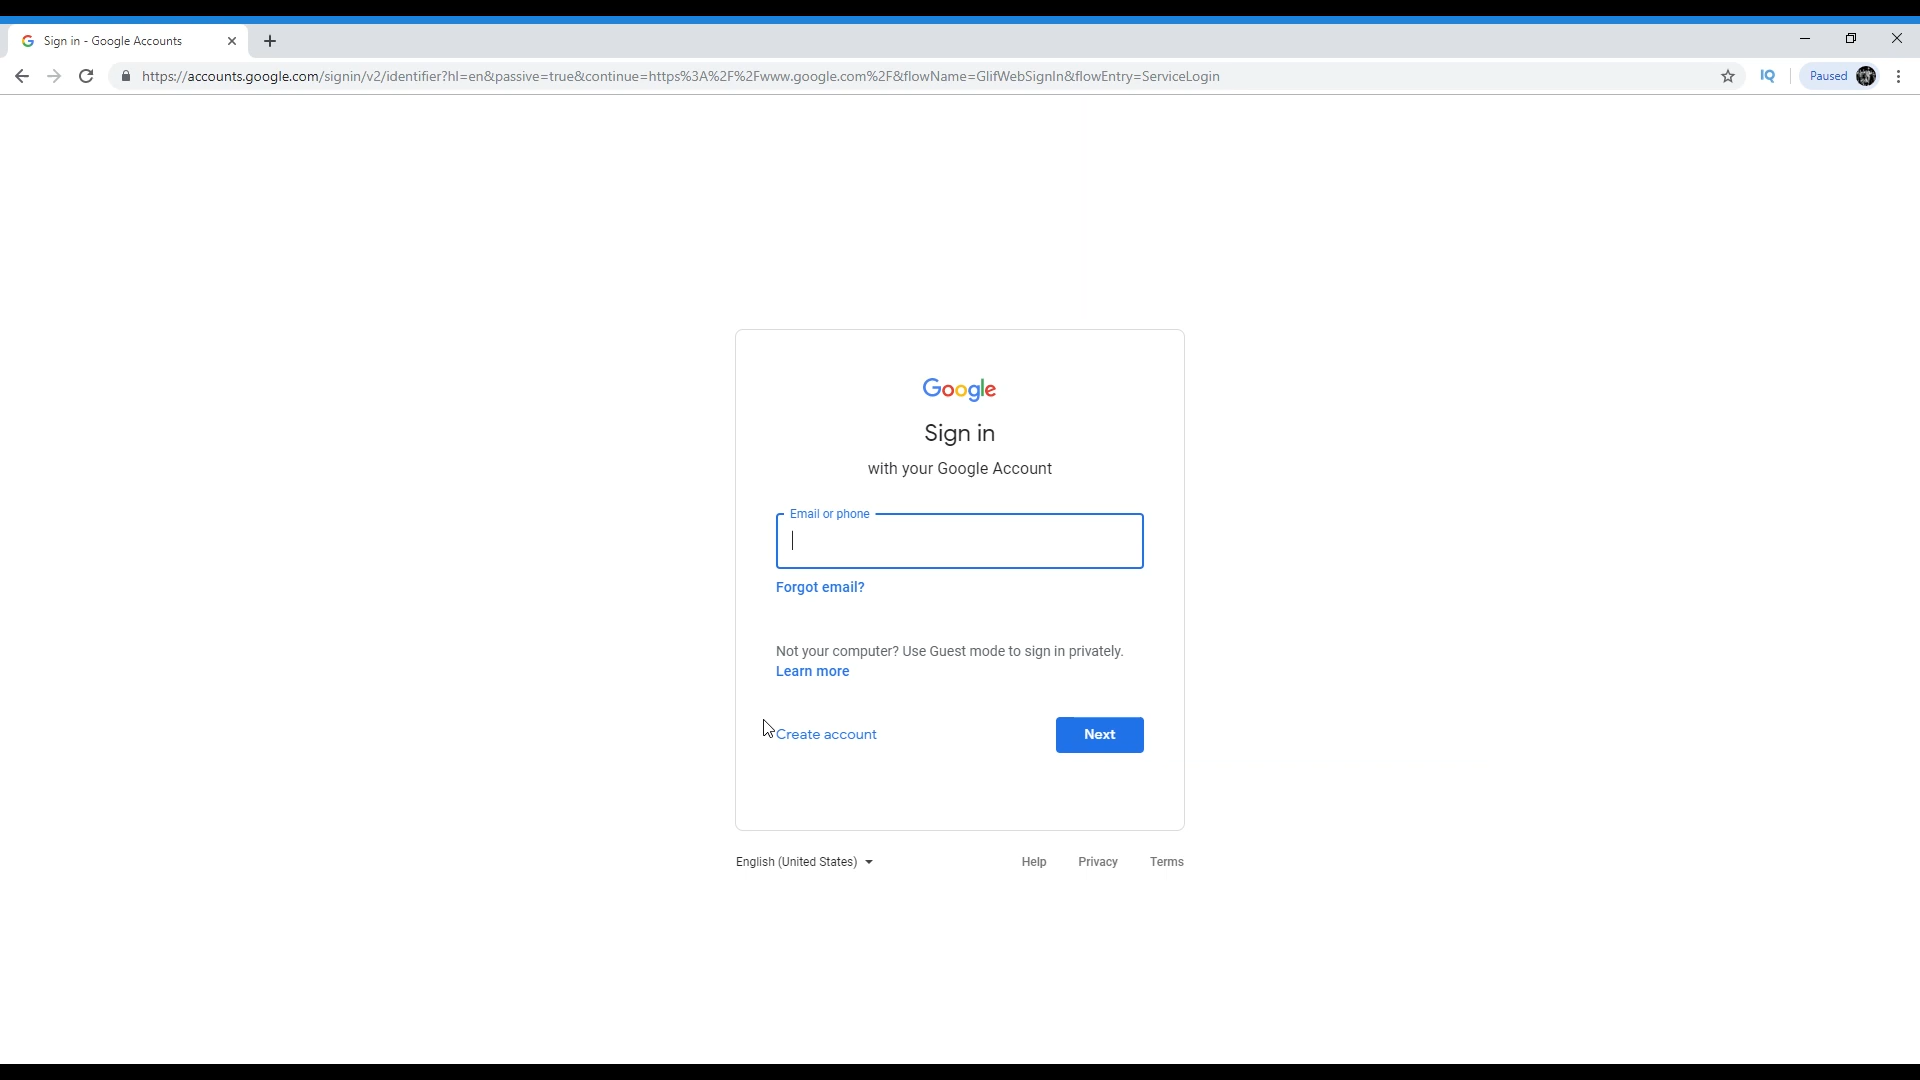 Sign in - Google Accounts
https://accounts.google.com/signin/v2/identifier?hl=en&passive=true&continue=https%3A%2F%2Fwww.google.com%2F&flowName=GlifWebSignIn&flowEntry=ServiceLogin
IQ
Paused
Google
Sign in
with your Google Account
Email or phone
Forgot email?
Not your computer? Use Guest mode to sign in privately.
Learn more
Create account
Next
English (United States)
Help
Privacy
Terms